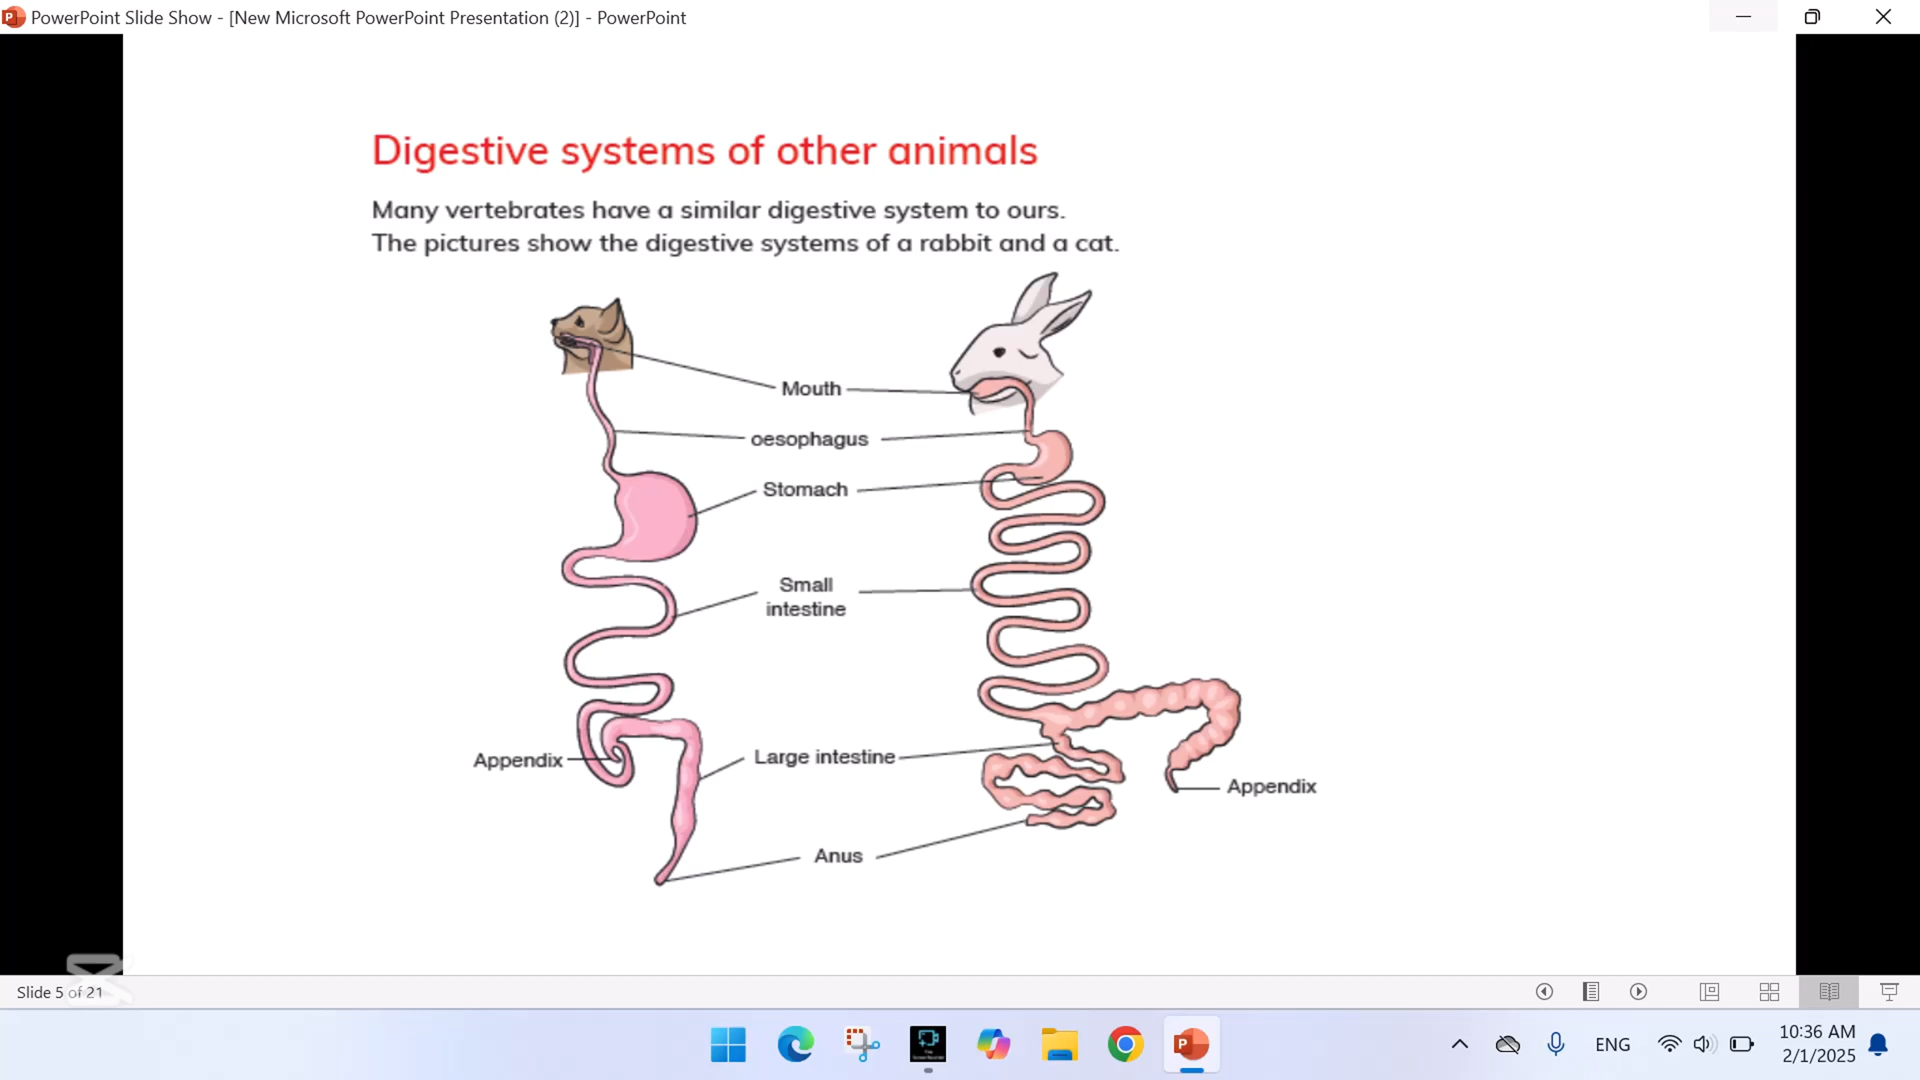 PowerPoint Slide Show - [New Microsoft PowerPoint Presentation (2)] - PowerPoint
Digestive systems of other animals
Many vertebrates have a similar digestive system to ours.
The pictures show the digestive systems of a rabbit and a cat.
Mouth
oesophagus
Stomach
Small
intestine
Appendix
Large intestine
Appendix
Anus
Slide 5 of 21
ENG
10:36 AM
2/1/2025